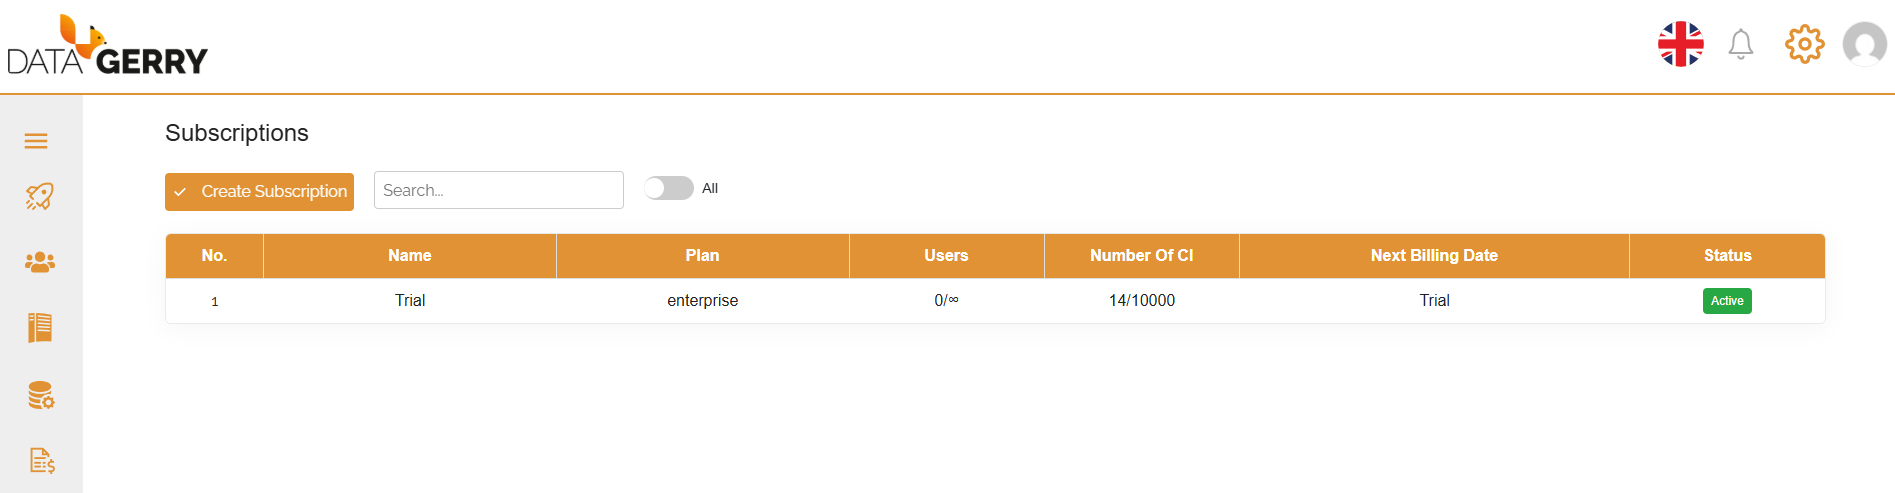 DATAGERRY
Subscriptions
Create Subscription
Search...
All
No. Name Plan Users Number Of CI Next Billing Date Status
1 Trial enterprise 0/∞ 14/10000 Trial Active